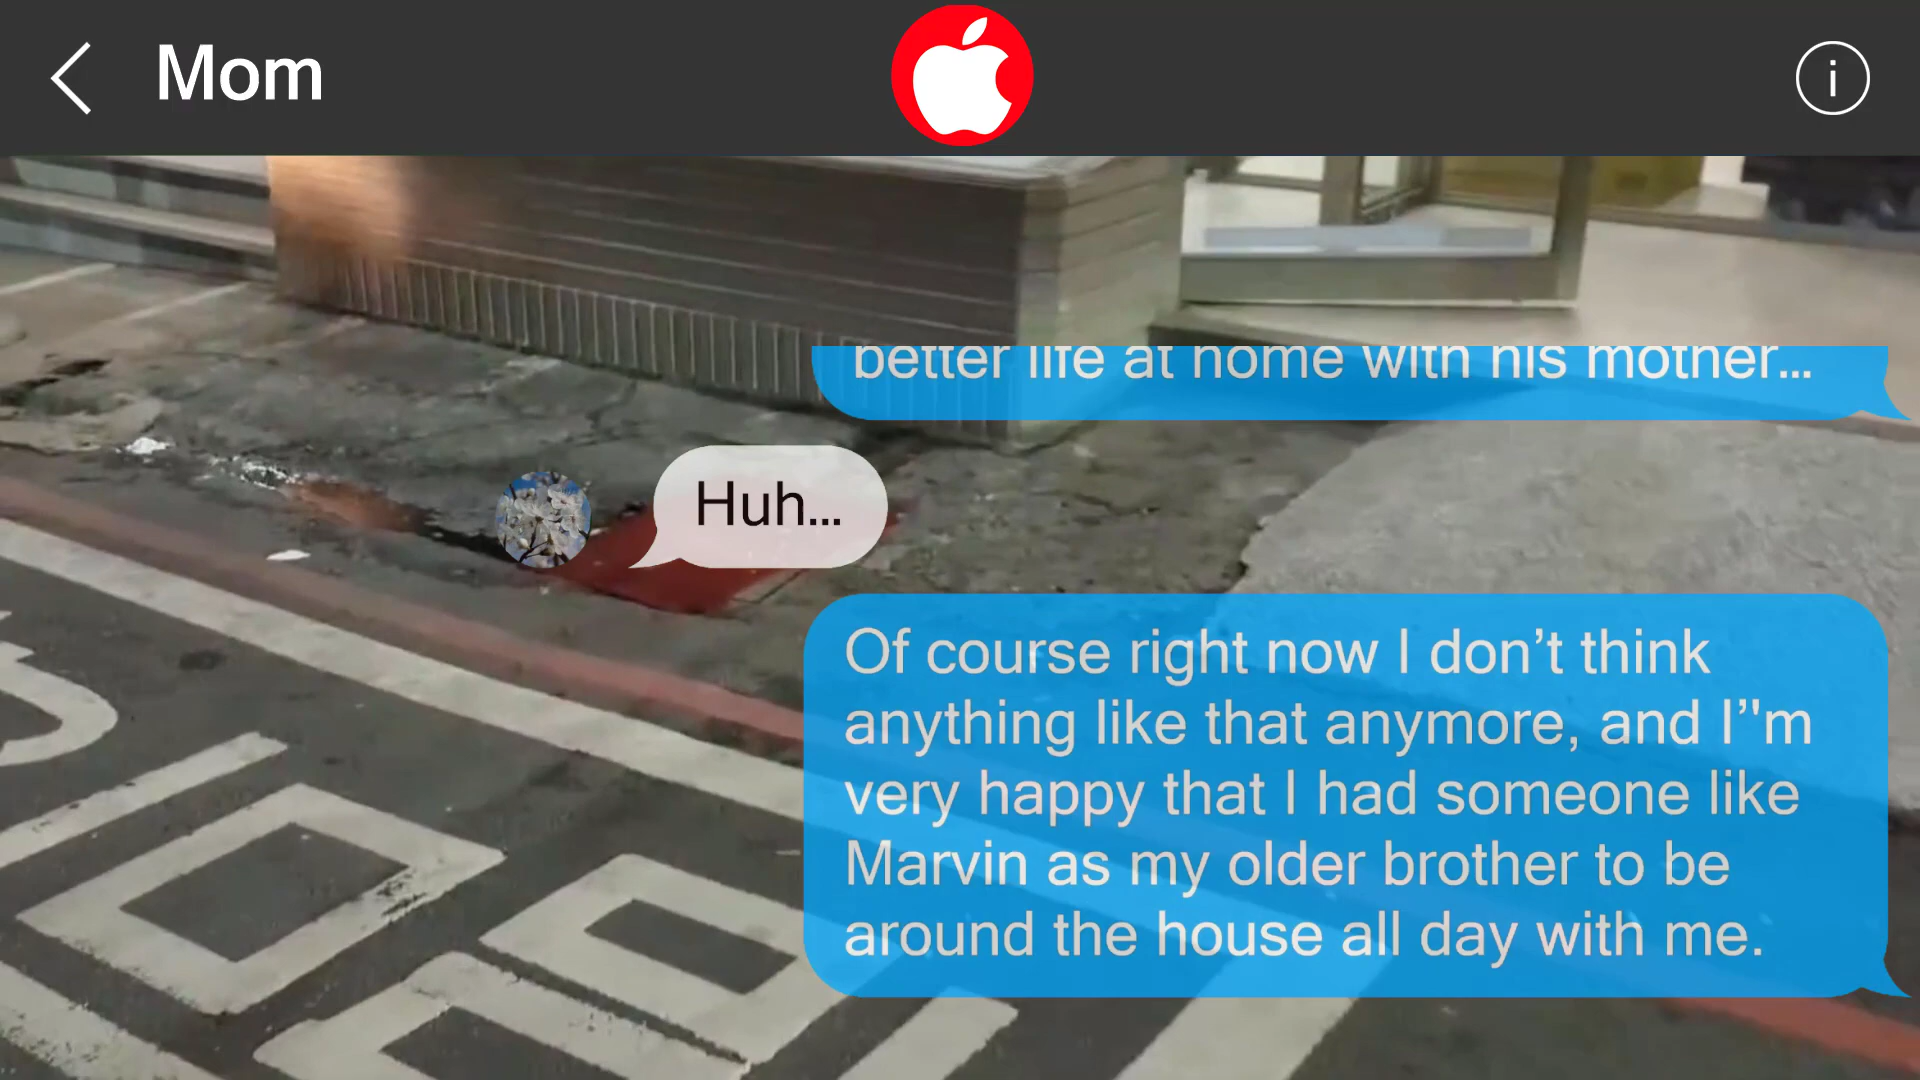 Mom
better life at home with his mother...
Huh...
Of course right now I don’t think
anything like that anymore, and I’'m
very happy that I had someone like
Marvin as my older brother to be
around the house all day with me.